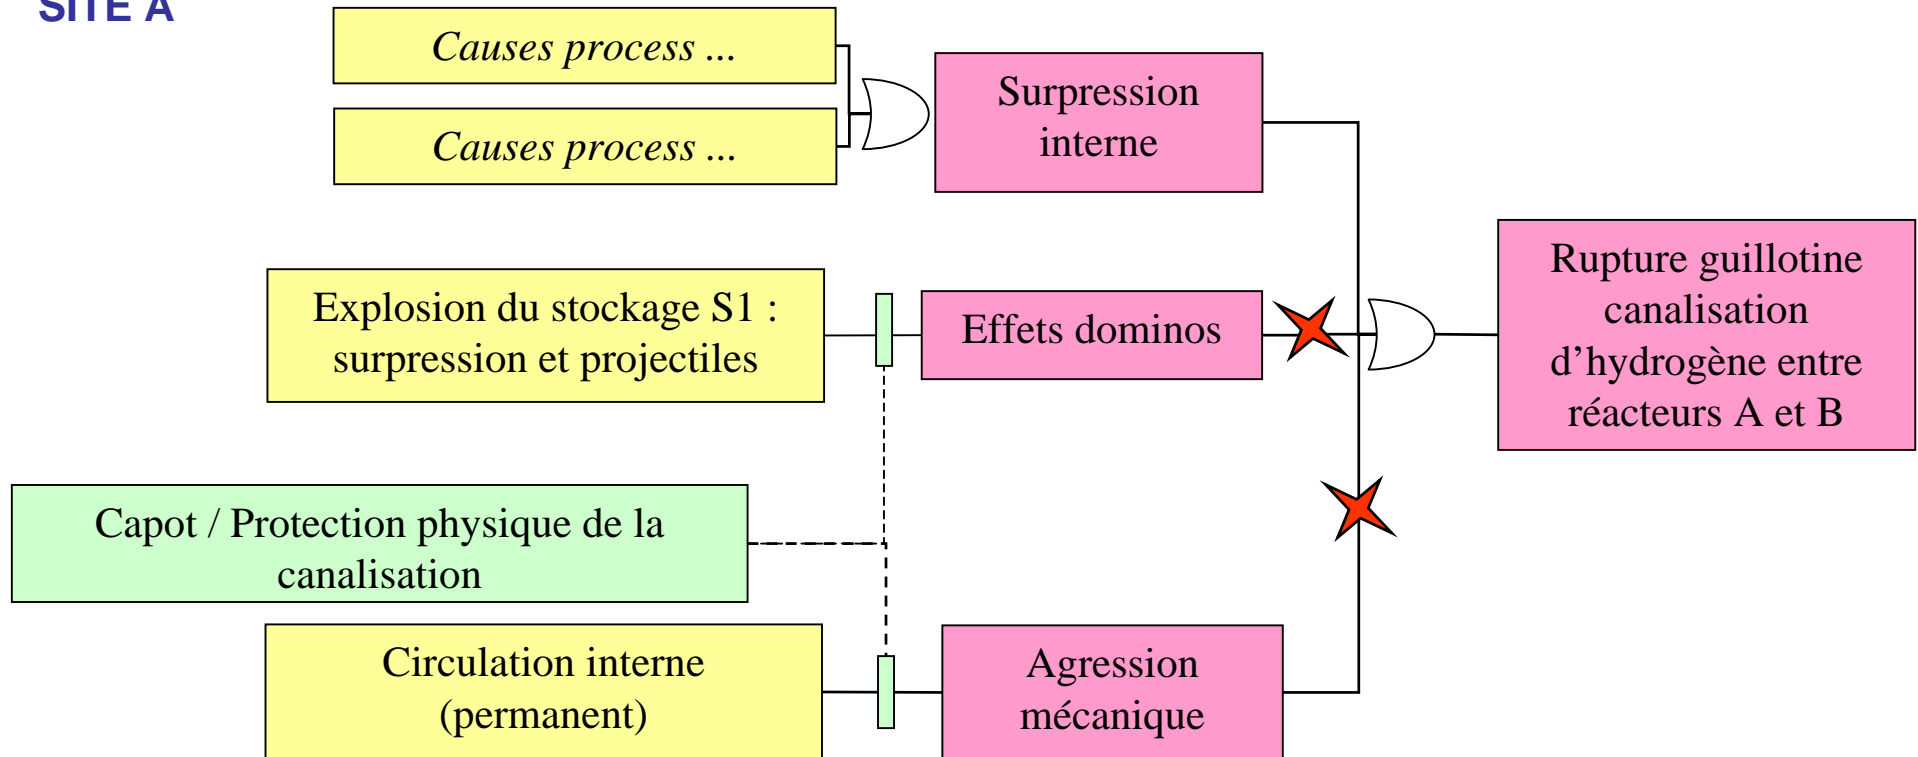 SITE A
Causes process ...
Causes process ...
Surpression
interne
Explosion du stockage S1 :
surpression et projectiles
Effets dominos
Rupture guillotine
canalisation
d’hydrogène entre
réacteurs A et B
Capot / Protection physique de la
canalisation
Circulation interne
(permanent)
Agression
mécanique